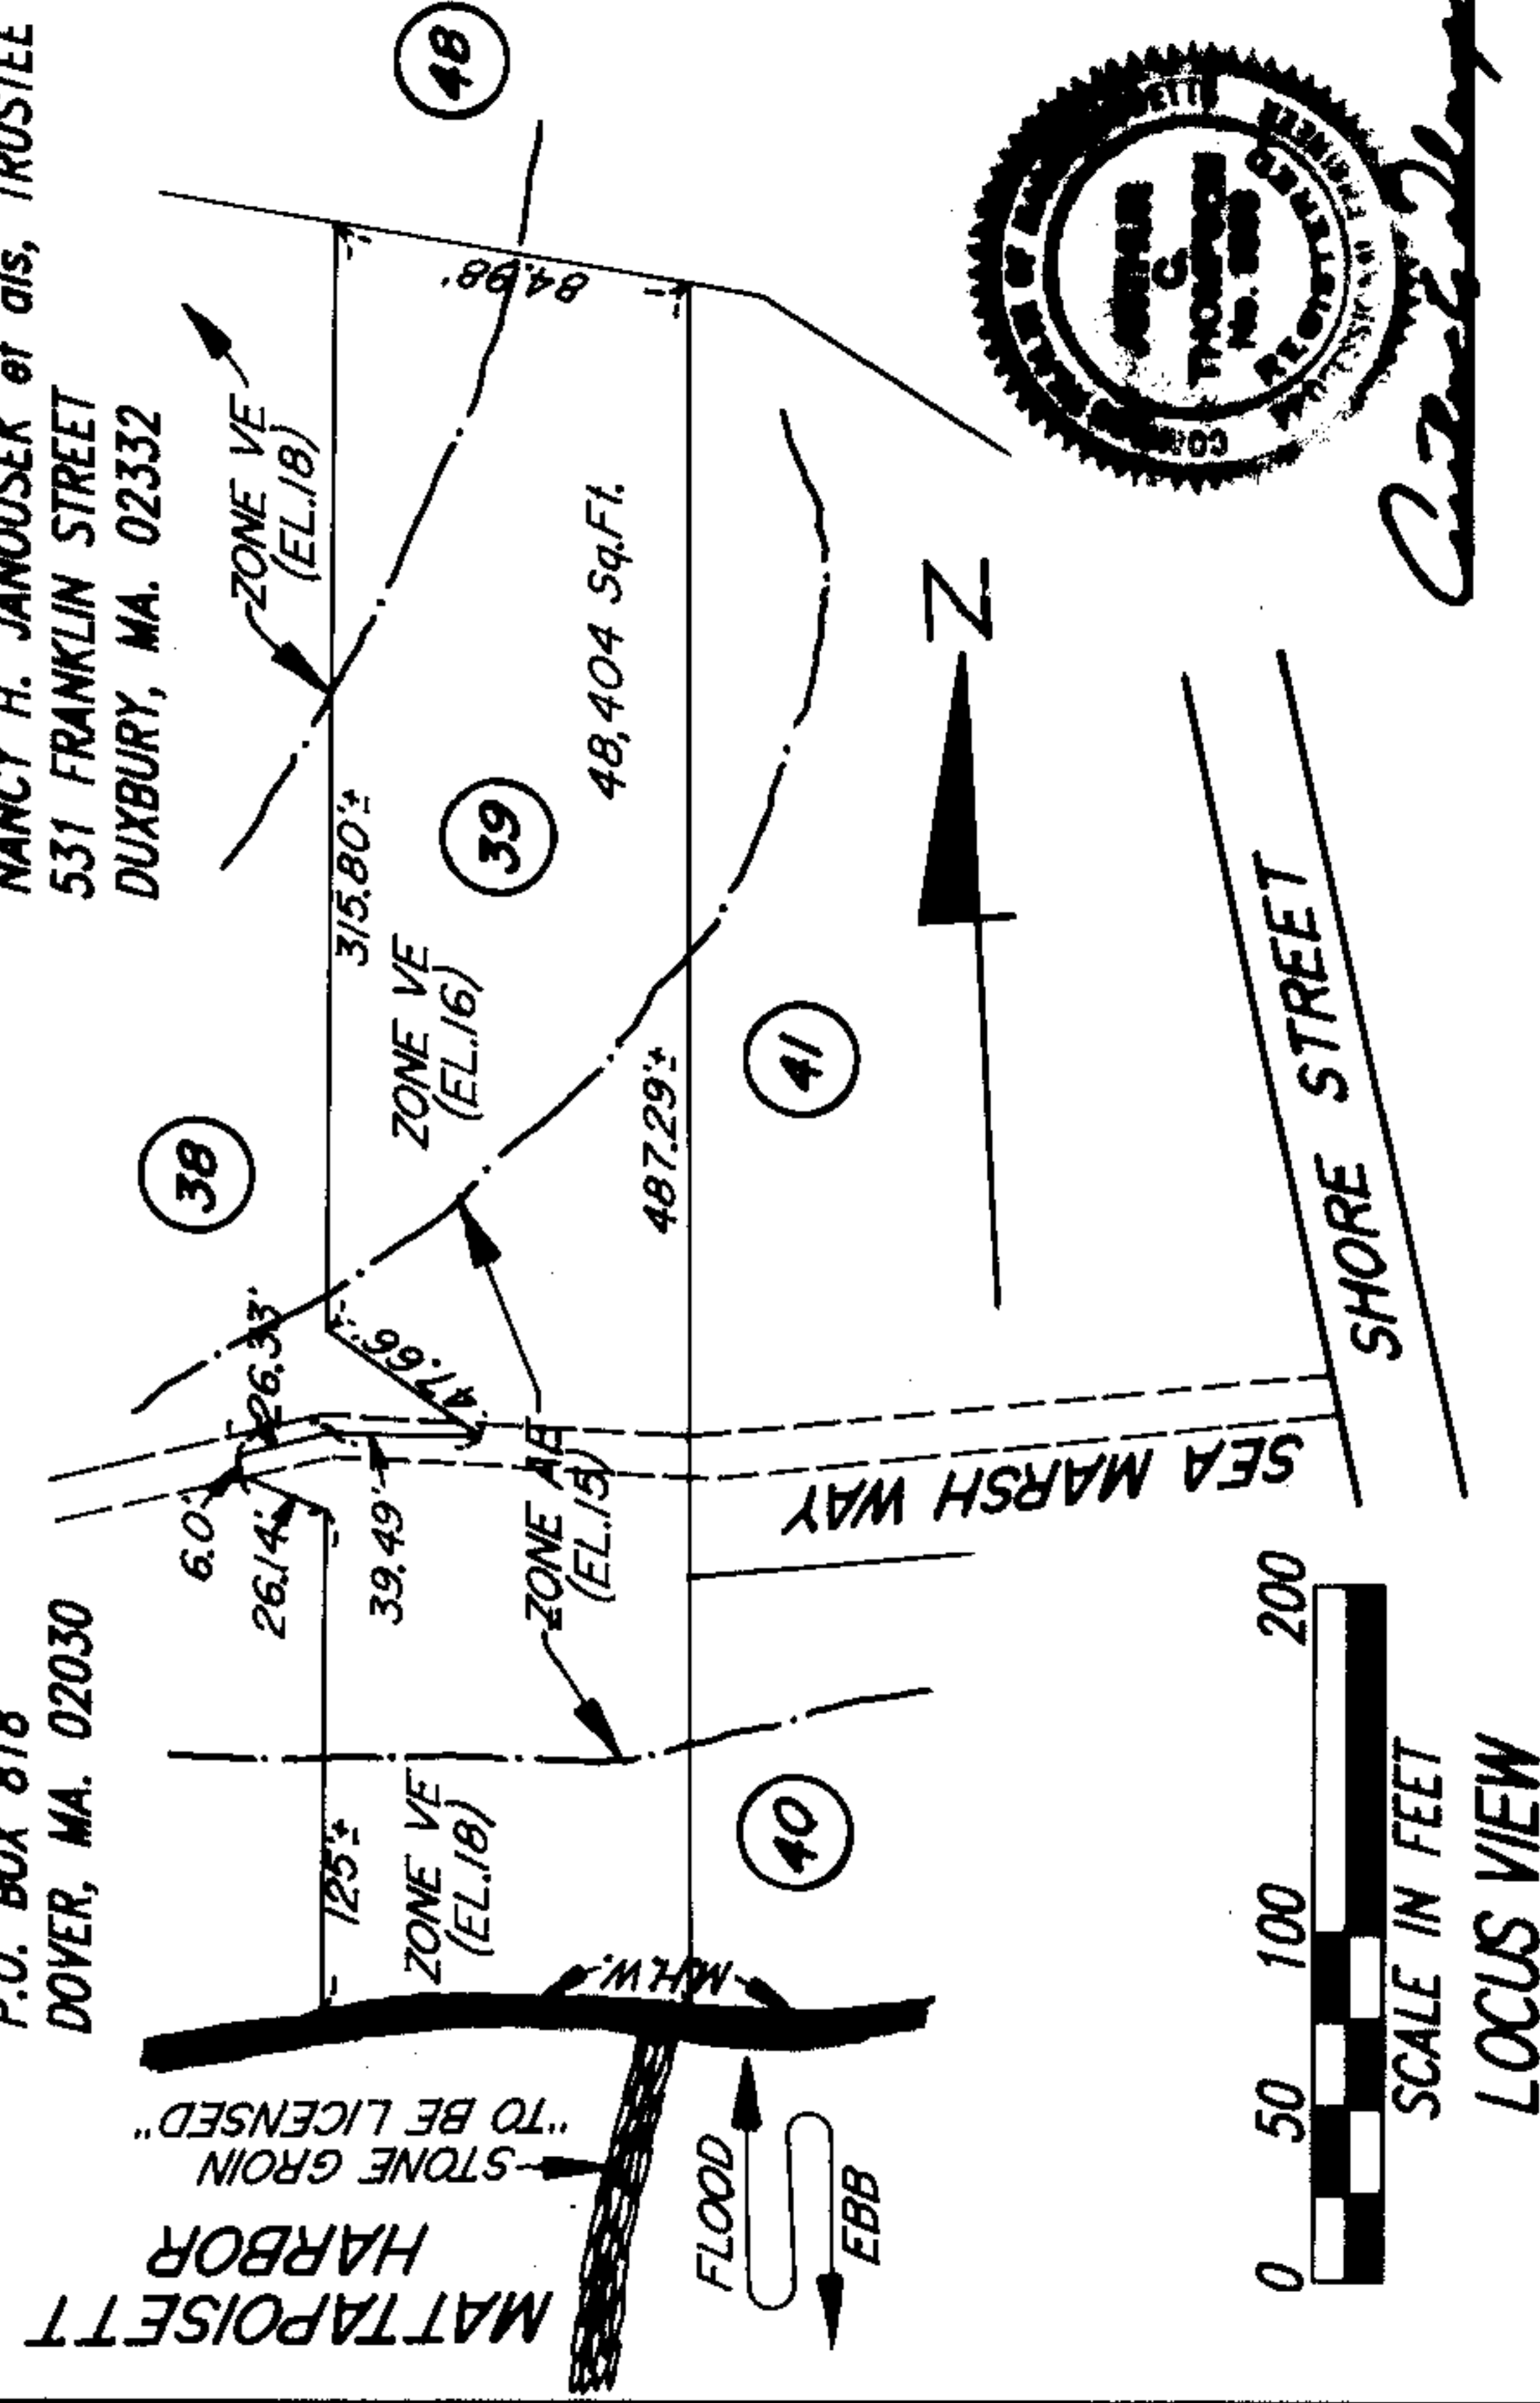 NANCY H. JANOUSEK et als, TRUSTEE
531 FRANKLIN STREET
DUXBURY, MA. 02332
P.O. BOX 818
DOVER, MA. 02030
48
84.98'
ZONE VE
(EL.18)
48,404 Sq.Ft.
N
315.80'±
39
ZONE VE
(EL.16)
38
487.29'±
41
26.33'
47.66'
6.0'
26.14'
39.49'
ZONE AE
(EL.15)
SEA MARSH WAY
SHORE STREET
125'±
ZONE VE
(EL.18)
40
M.H.W.
STONE GROIN
"TO BE LICENSED"
MATTAPOISETT
HARBOR
FLOOD
EBB
0 50 100 200
SCALE IN FEET
LOCUS VIEW